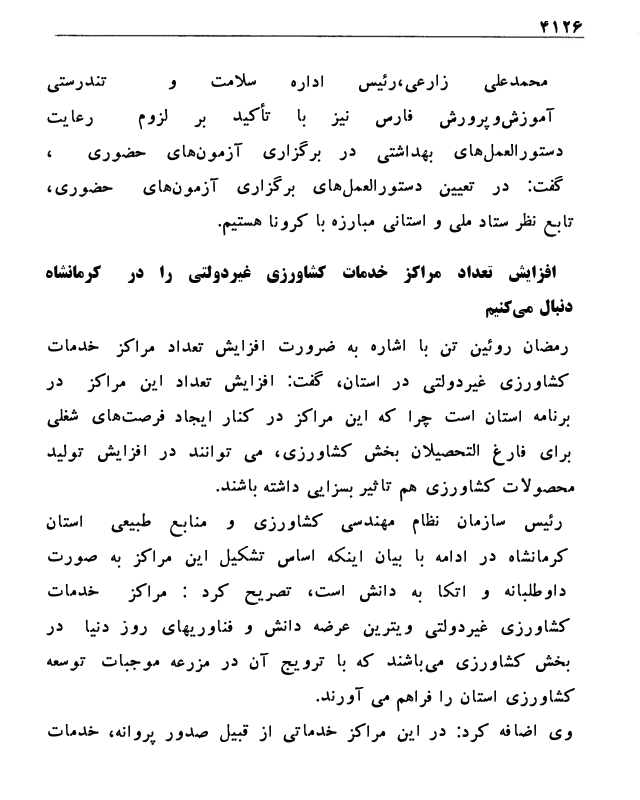 ۴۱۲۶
محمدعلی زارعی،رئیس اداره سلامت و تندرستی
آموزش‌وپرورش فارس نیز با تأکید بر لزوم رعایت
دستورالعمل‌های بهداشتی در برگزاری آزمون‌های حضوری ،
گفت: در تعیین دستورالعمل‌های برگزاری آزمون‌های حضوری،
تابع نظر ستاد ملی و استانی مبارزه با کرونا هستیم.
افزایش تعداد مراکز خدمات کشاورزی غیردولتی را در کرمانشاه
دنبال می‌کنیم
رمضان روئین تن با اشاره به ضرورت افزایش تعداد مراکز خدمات
کشاورزی غیردولتی در استان، گفت: افزایش تعداد این مراکز در
برنامه استان است چرا که این مراکز در کنار ایجاد فرصت‌های شغلی
برای فارغ التحصیلان بخش کشاورزی، می توانند در افزایش تولید
محصولات کشاورزی هم تاثیر بسزایی داشته باشند.
رئیس سازمان نظام مهندسی کشاورزی و منابع طبیعی استان
کرمانشاه در ادامه با بیان اینکه اساس تشکیل این مراکز به صورت
داوطلبانه و اتکا به دانش است، تصریح کرد : مراکز خدمات
کشاورزی غیردولتی ویترین عرضه دانش و فناوریهای روز دنیا در
بخش کشاورزی می‌باشند که با ترویج آن در مزرعه موجبات توسعه
کشاورزی استان را فراهم می آورند.
وی اضافه کرد: در این مراکز خدماتی از قبیل صدور پروانه، خدمات